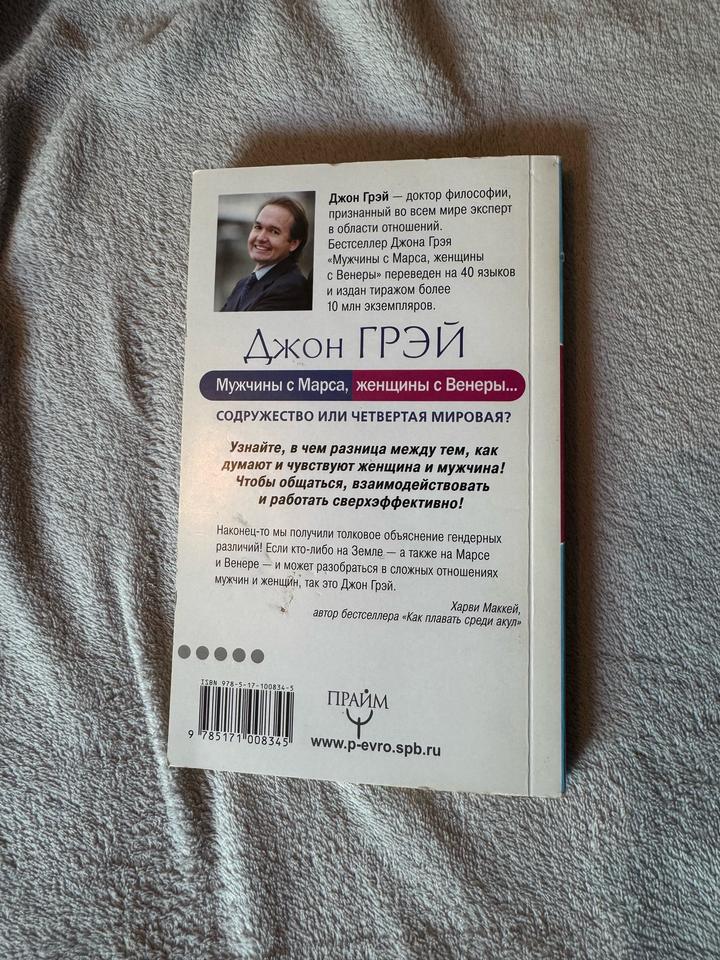 Джон Грэй — доктор философии,
признанный во всем мире эксперт
в области отношений.
Бестселлер Джона Грэя
«Мужчины с Марса, женщины
с Венеры» переведен на 40 языков
и издан тиражом более
10 млн экземпляров.
Джон ГРЭЙ
Мужчины с Марса, женщины с Венеры...
СОДРУЖЕСТВО ИЛИ ЧЕТВЕРТАЯ МИРОВАЯ?
Узнайте, в чем разница между тем, как
думают и чувствуют женщина и мужчина!
Чтобы общаться, взаимодействовать
и работать сверхэффективно!
Наконец-то мы получили толковое объяснение гендерных
различий! Если кто-либо на Земле — а также на Марсе
и Венере — и может разобраться в сложных отношениях
мужчин и женщин, так это Джон Грэй.
Харви Маккей,
автор бестселлера «Как плавать среди акул»
ISBN 978-5-17-100834-5
9 785171 008345
ПРАЙМ
www.p-evro.spb.ru